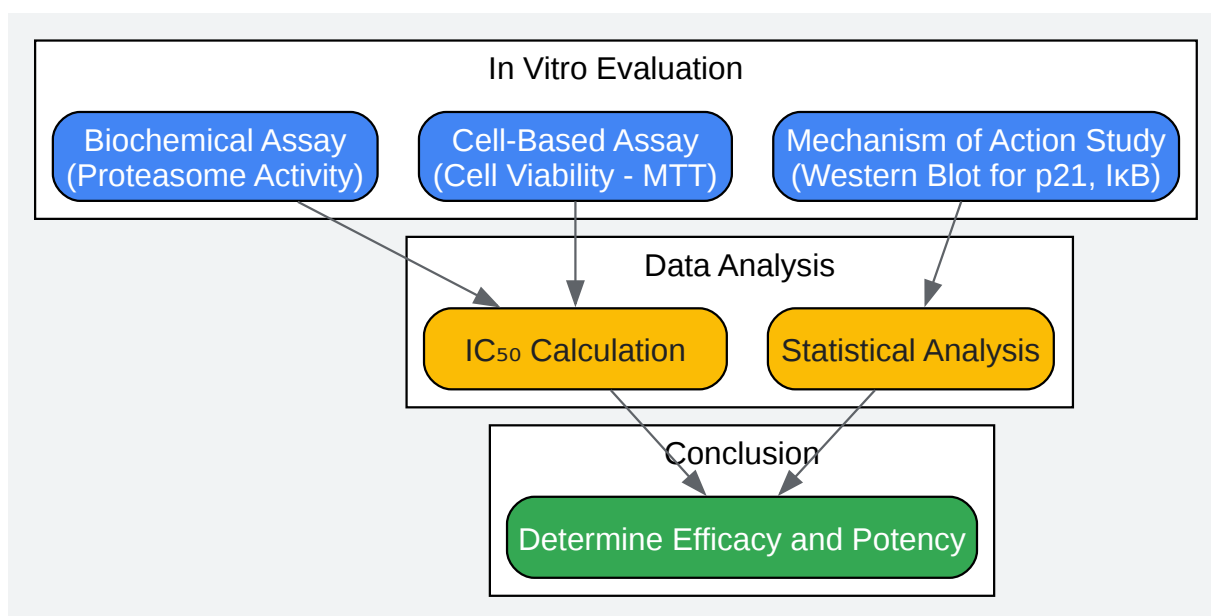 In Vitro Evaluation
Biochemical Assay
(Proteasome Activity)
Cell-Based Assay
(Cell Viability - MTT)
Mechanism of Action Study
(Western Blot for p21, IκB)
Data Analysis
IC₅₀ Calculation
Statistical Analysis
Conclusion
Determine Efficacy and Potency